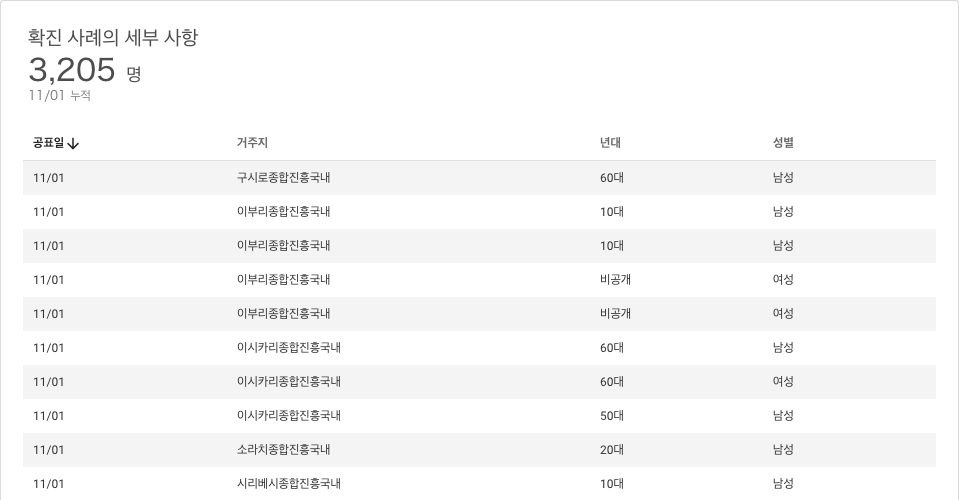 확진 사례의 세부 사항
3,205 명
11/01 누적
공표일 거주지 년대 성별
11/01 구시로종합진흥국내 60대 남성
11/01 이부리종합진흥국내 10대 남성
11/01 이부리종합진흥국내 10대 남성
11/01 이부리종합진흥국내 비공개 여성
11/01 이부리종합진흥국내 비공개 여성
11/01 이시카리종합진흥국내 60대 남성
11/01 이시카리종합진흥국내 60대 여성
11/01 이시카리종합진흥국내 50대 남성
11/01 소라치종합진흥국내 20대 남성
11/01 시리베시종합진흥국내 10대 남성